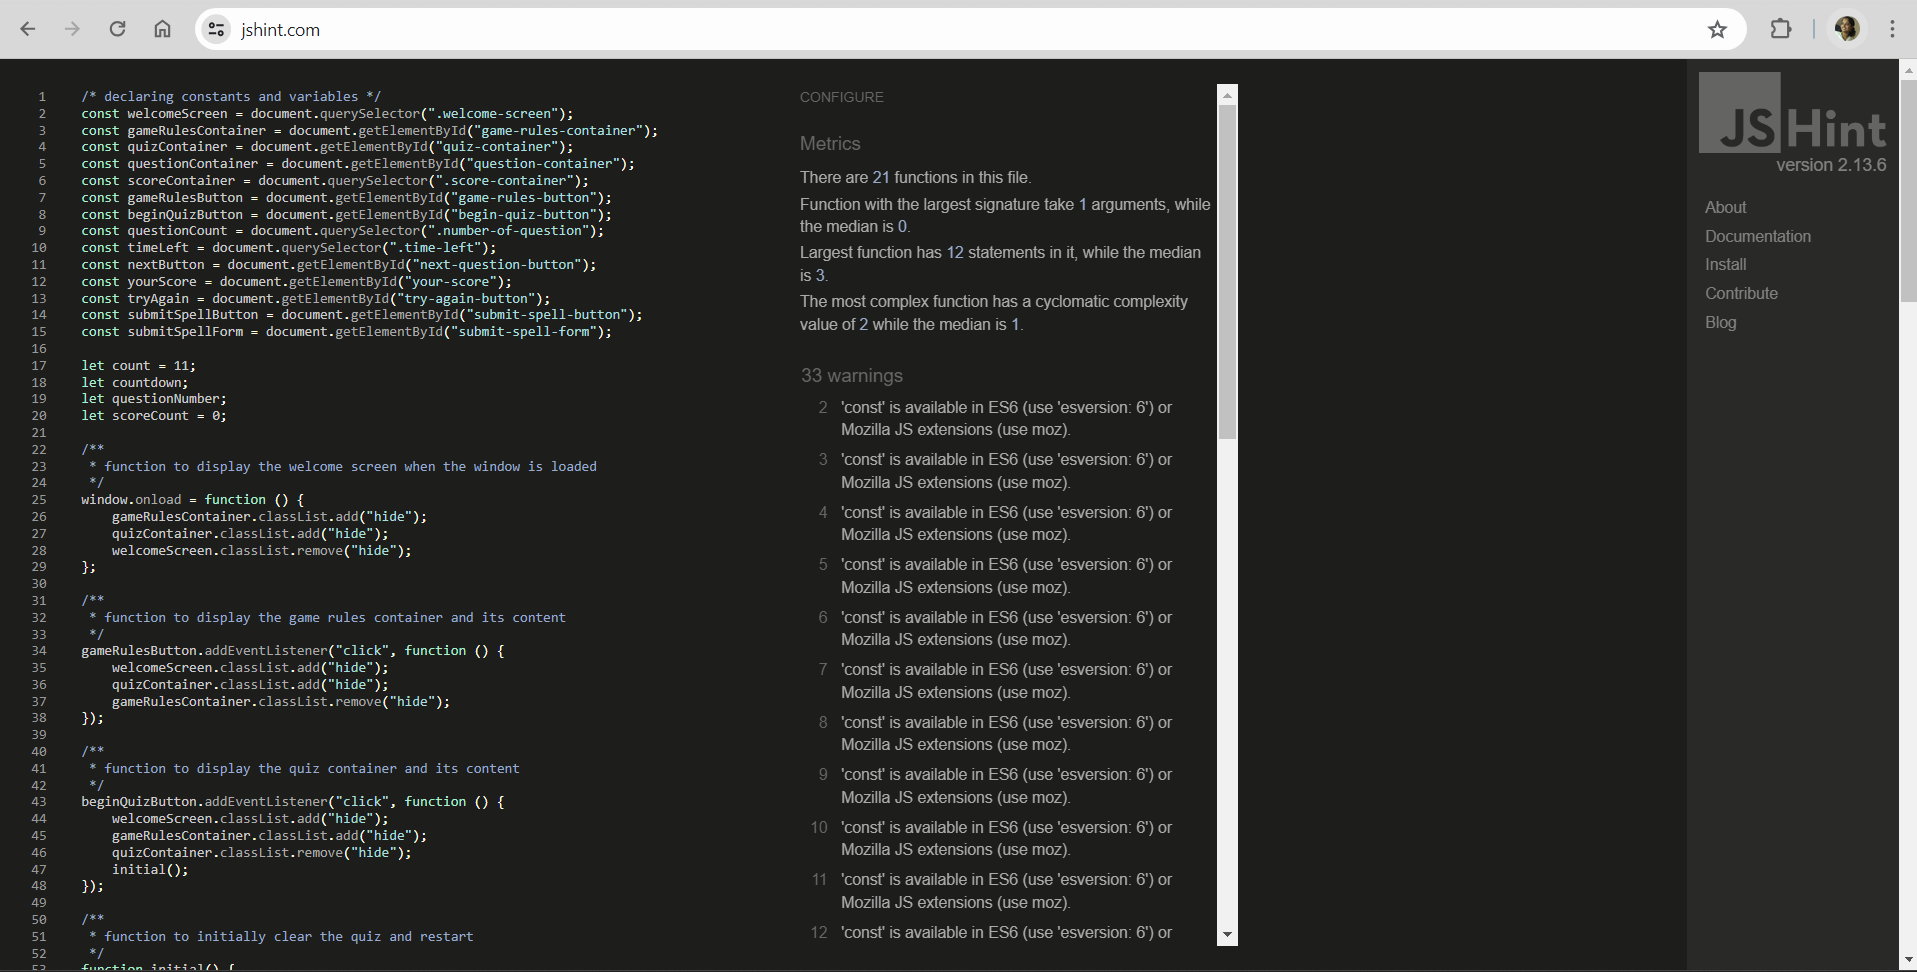 jshint.com
1 /* declaring constants and variables */
2 const welcomeScreen = document.querySelector(".welcome-screen");
3 const gameRulesContainer = document.getElementById("game-rules-container");
4 const quizContainer = document.getElementById("quiz-container");
5 const questionContainer = document.getElementById("question-container");
6 const scoreContainer = document.querySelector(".score-container");
7 const gameRulesButton = document.getElementById("game-rules-button");
8 const beginQuizButton = document.getElementById("begin-quiz-button");
9 const questionCount = document.querySelector(".number-of-question");
10 const timeLeft = document.querySelector(".time-left");
11 const nextButton = document.getElementById("next-question-button");
12 const yourScore = document.getElementById("your-score");
13 const tryAgain = document.getElementById("try-again-button");
14 const submitSpellButton = document.getElementById("submit-spell-button");
15 const submitSpellForm = document.getElementById("submit-spell-form");
16
17 let count = 11;
18 let countdown;
19 let questionNumber;
20 let scoreCount = 0;
21
22 /**
23 * function to display the welcome screen when the window is loaded
24 */
25 window.onload = function () {
26 gameRulesContainer.classList.add("hide");
27 quizContainer.classList.add("hide");
28 welcomeScreen.classList.remove("hide");
29 };
30
31 /**
32 * function to display the game rules container and its content
33 */
34 gameRulesButton.addEventListener("click", function () {
35 welcomeScreen.classList.add("hide");
36 quizContainer.classList.add("hide");
37 gameRulesContainer.classList.remove("hide");
38 });
39
40 /**
41 * function to display the quiz container and its content
42 */
43 beginQuizButton.addEventListener("click", function () {
44 welcomeScreen.classList.add("hide");
45 gameRulesContainer.classList.add("hide");
46 quizContainer.classList.remove("hide");
47 initial();
48 });
49
50 /**
51 * function to initially clear the quiz and restart
52 */
53 function initial() {
CONFIGURE
Metrics
There are 21 functions in this file.
Function with the largest signature take 1 arguments, while
the median is 0.
Largest function has 12 statements in it, while the median
is 3.
The most complex function has a cyclomatic complexity
value of 2 while the median is 1.
33 warnings
2 'const' is available in ES6 (use 'esversion: 6') or
Mozilla JS extensions (use moz).
3 'const' is available in ES6 (use 'esversion: 6') or
Mozilla JS extensions (use moz).
4 'const' is available in ES6 (use 'esversion: 6') or
Mozilla JS extensions (use moz).
5 'const' is available in ES6 (use 'esversion: 6') or
Mozilla JS extensions (use moz).
6 'const' is available in ES6 (use 'esversion: 6') or
Mozilla JS extensions (use moz).
7 'const' is available in ES6 (use 'esversion: 6') or
Mozilla JS extensions (use moz).
8 'const' is available in ES6 (use 'esversion: 6') or
Mozilla JS extensions (use moz).
9 'const' is available in ES6 (use 'esversion: 6') or
Mozilla JS extensions (use moz).
10 'const' is available in ES6 (use 'esversion: 6') or
Mozilla JS extensions (use moz).
11 'const' is available in ES6 (use 'esversion: 6') or
Mozilla JS extensions (use moz).
12 'const' is available in ES6 (use 'esversion: 6') or
JSHint
version 2.13.6
About
Documentation
Install
Contribute
Blog